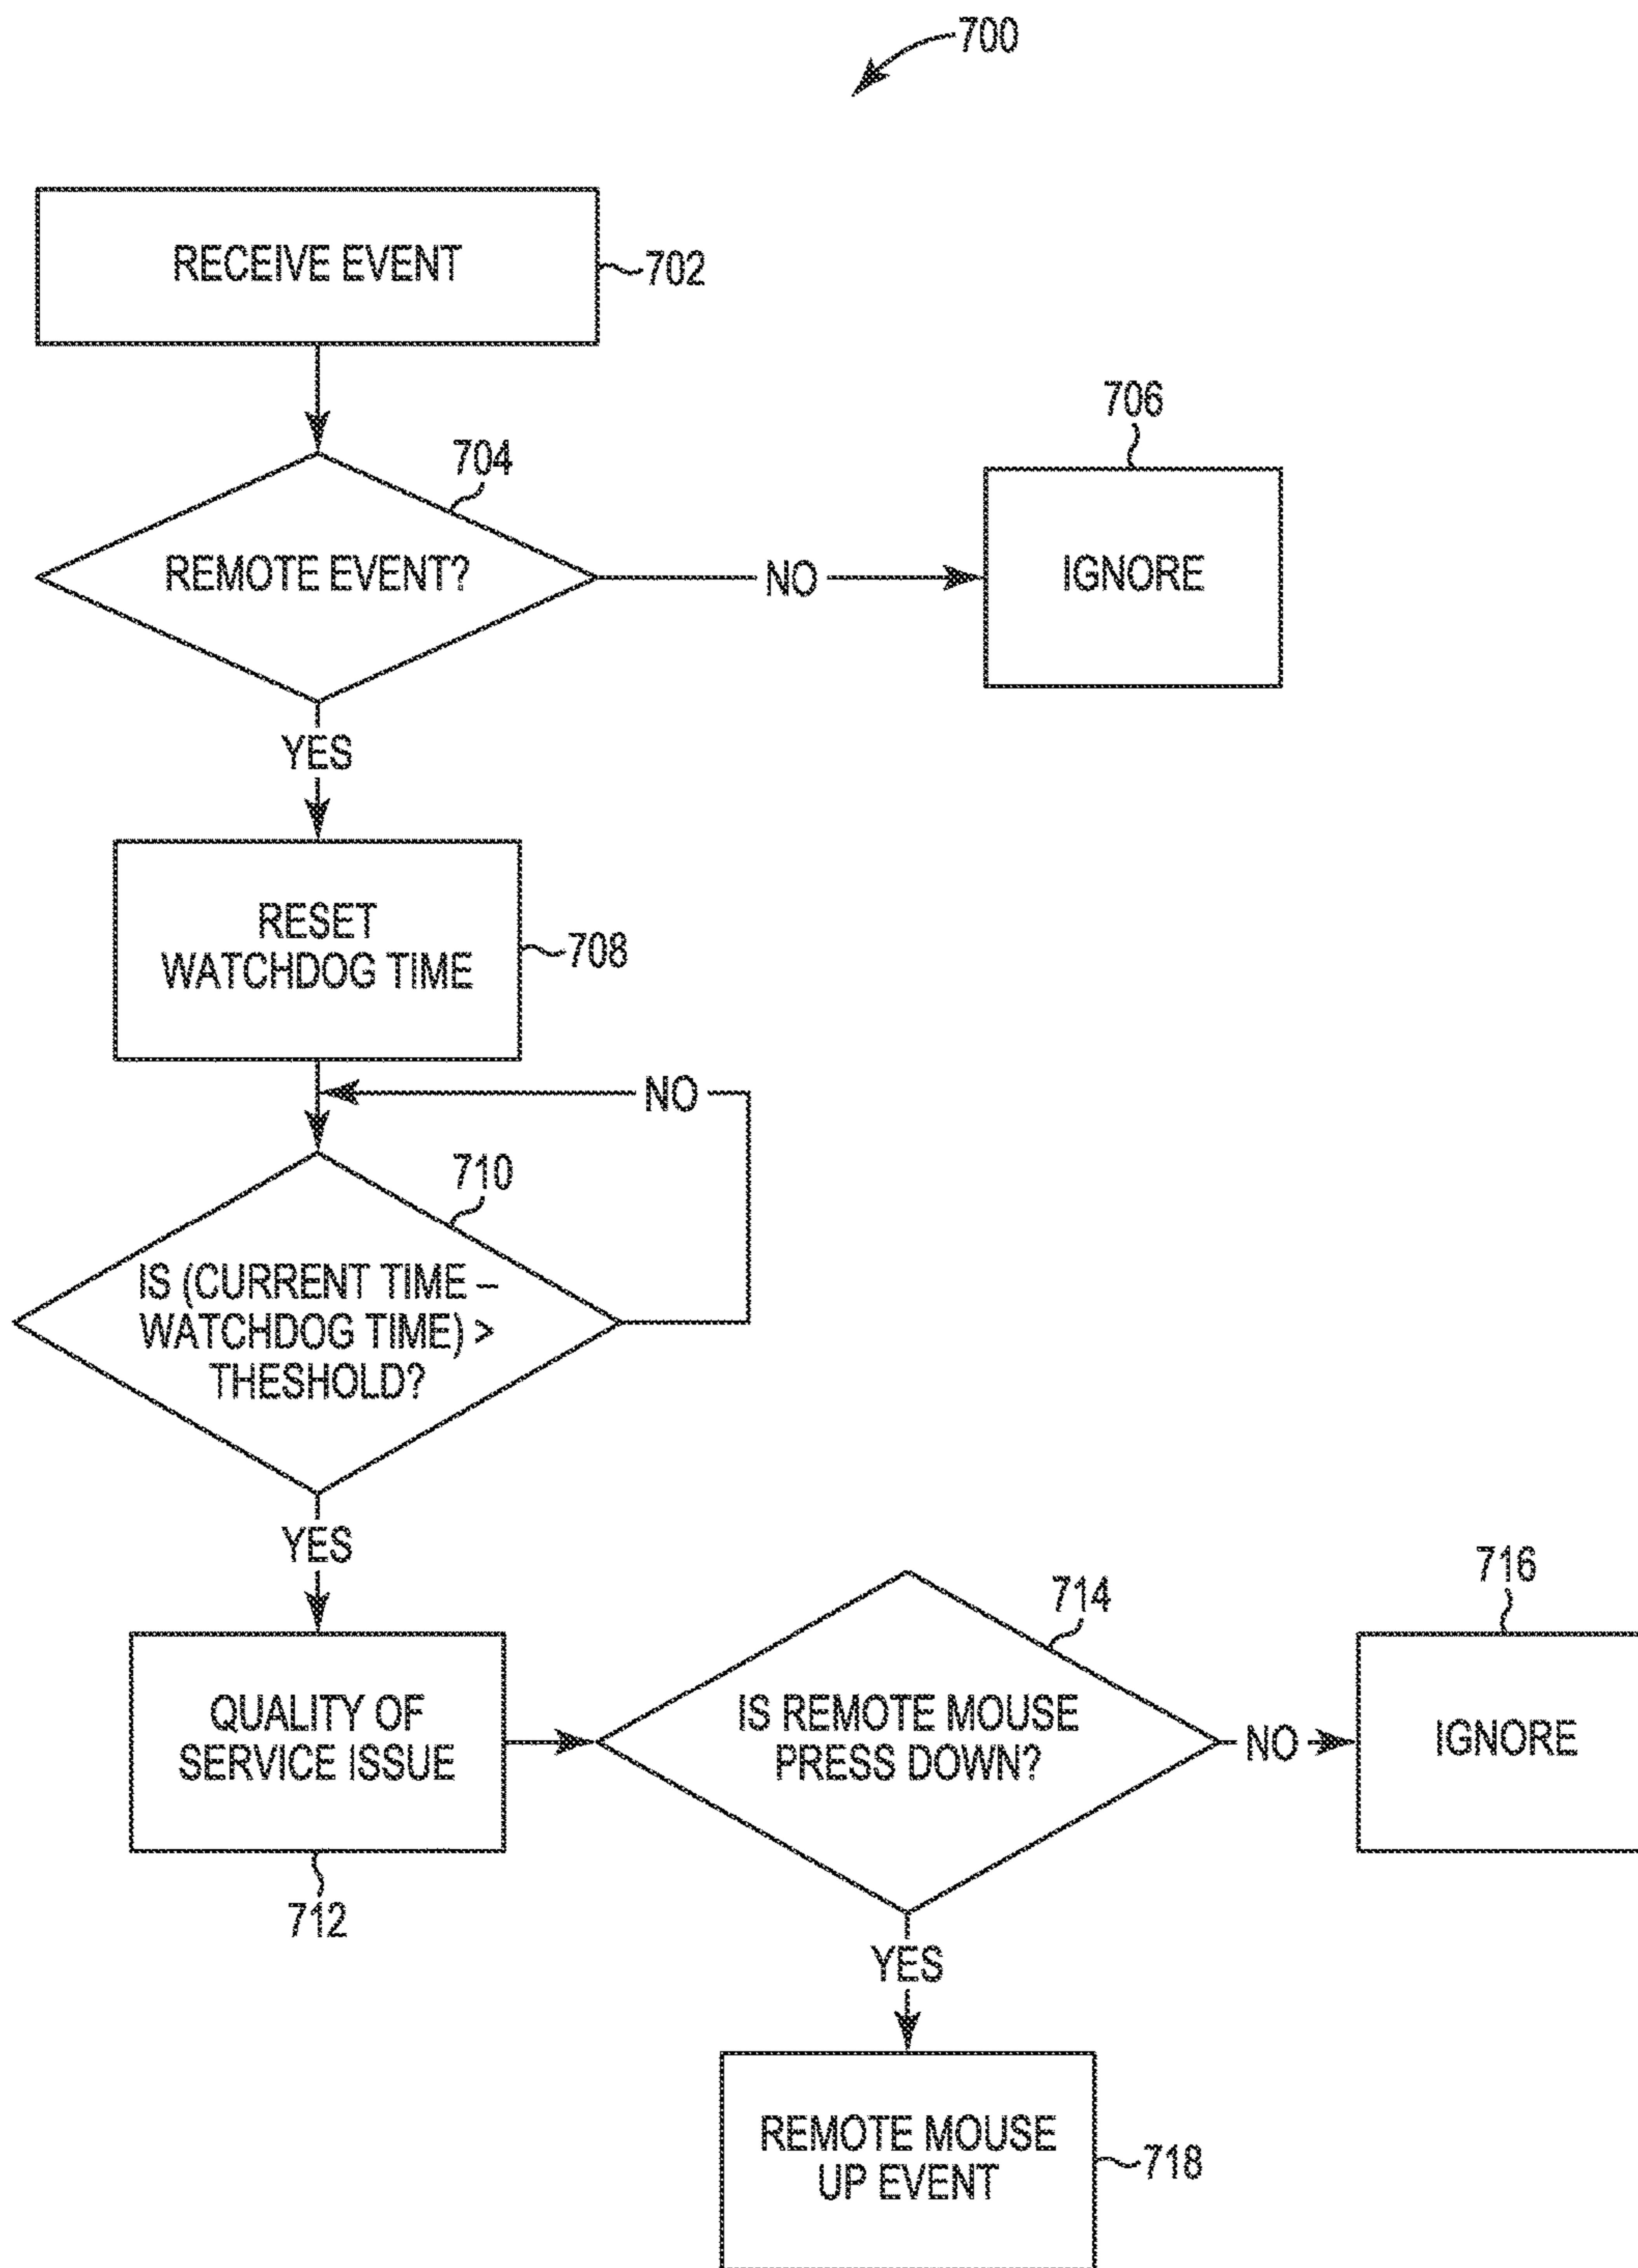 700
RECEIVE EVENT
702
704
REMOTE EVENT?
NO
706
IGNORE
YES
RESET
WATCHDOG TIME
708
NO
710
IS (CURRENT TIME –
WATCHDOG TIME) >
THESHOLD?
YES
QUALITY OF
SERVICE ISSUE
712
714
IS REMOTE MOUSE
PRESS DOWN?
NO
716
IGNORE
YES
REMOTE MOUSE
UP EVENT
718